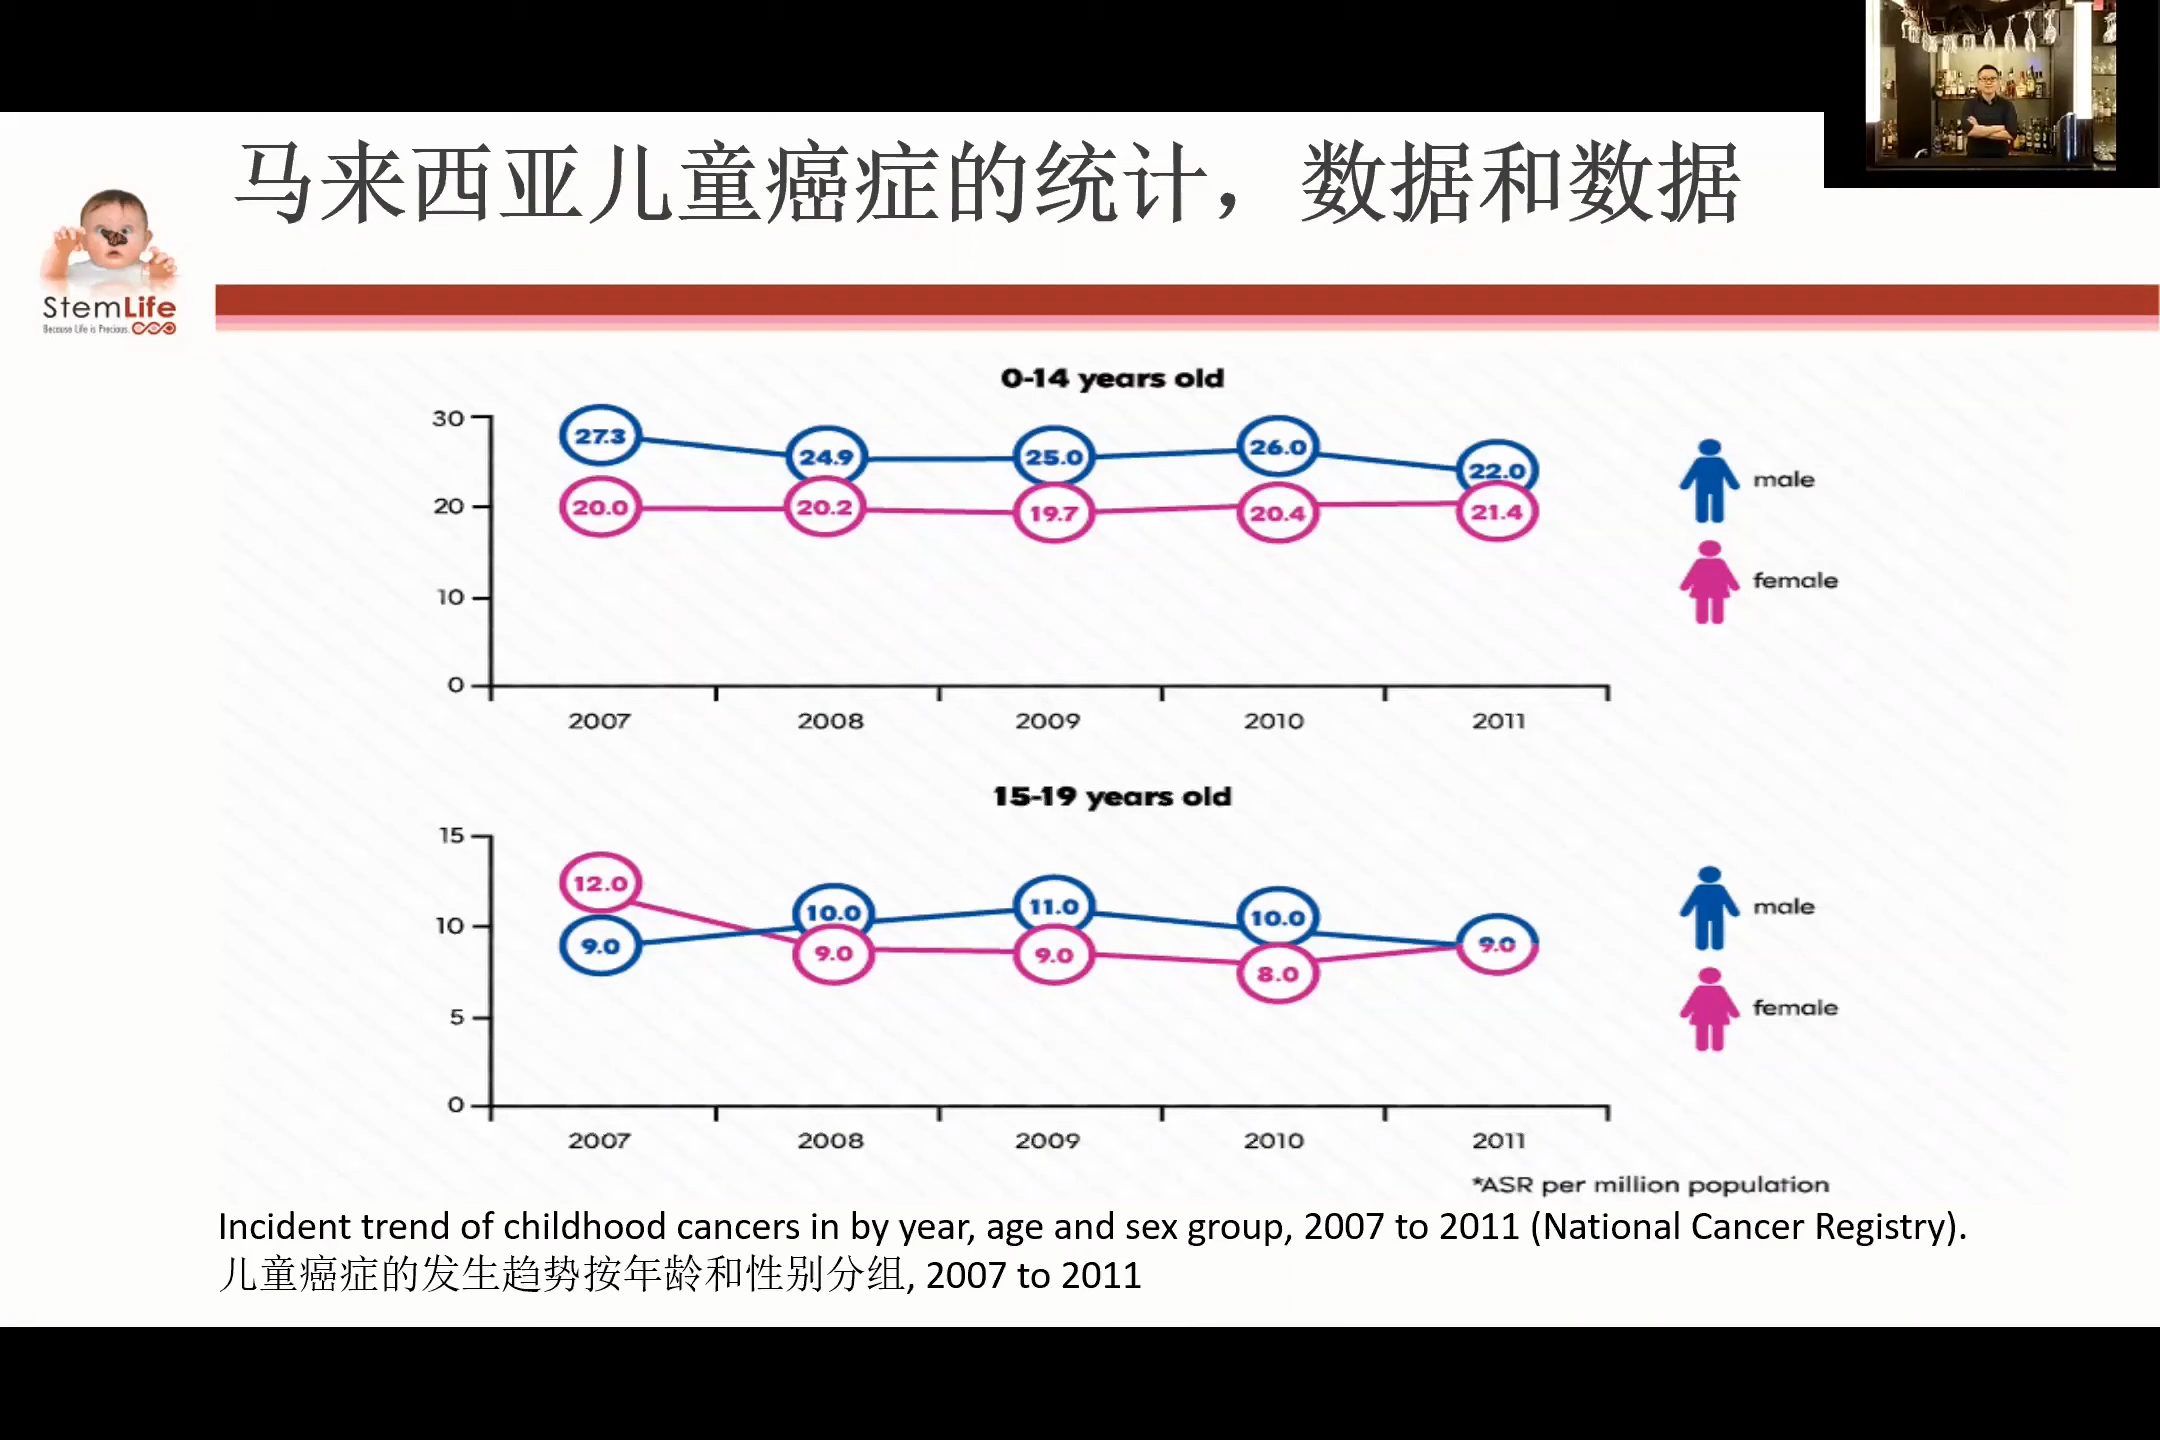 马来西亚儿童癌症的统计，数据和数据
StemLife
Because Life is Precious.
0-14 years old
30
20
10
0
27.3
24.9
25.0
26.0
22.0
20.0
20.2
19.7
20.4
21.4
male
female
2007 2008 2009 2010 2011
15-19 years old
15
10
5
0
12.0
10.0
11.0
10.0
9.0
9.0
9.0
9.0
8.0
9.0
male
female
2007 2008 2009 2010 2011
*ASR per million population
Incident trend of childhood cancers in by year, age and sex group, 2007 to 2011 (National Cancer Registry).
儿童癌症的发生趋势按年龄和性别分组, 2007 to 2011